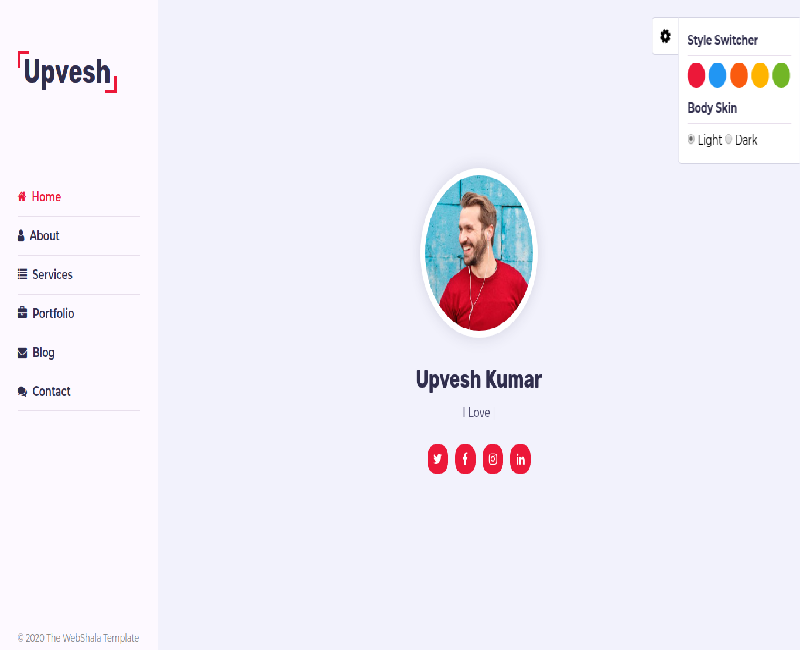 Upvesh
Home
About
Services
Portfolio
Blog
Contact
© 2020 The WebShala Template
Upvesh Kumar
I Love
Style Switcher
Body Skin
Light Dark